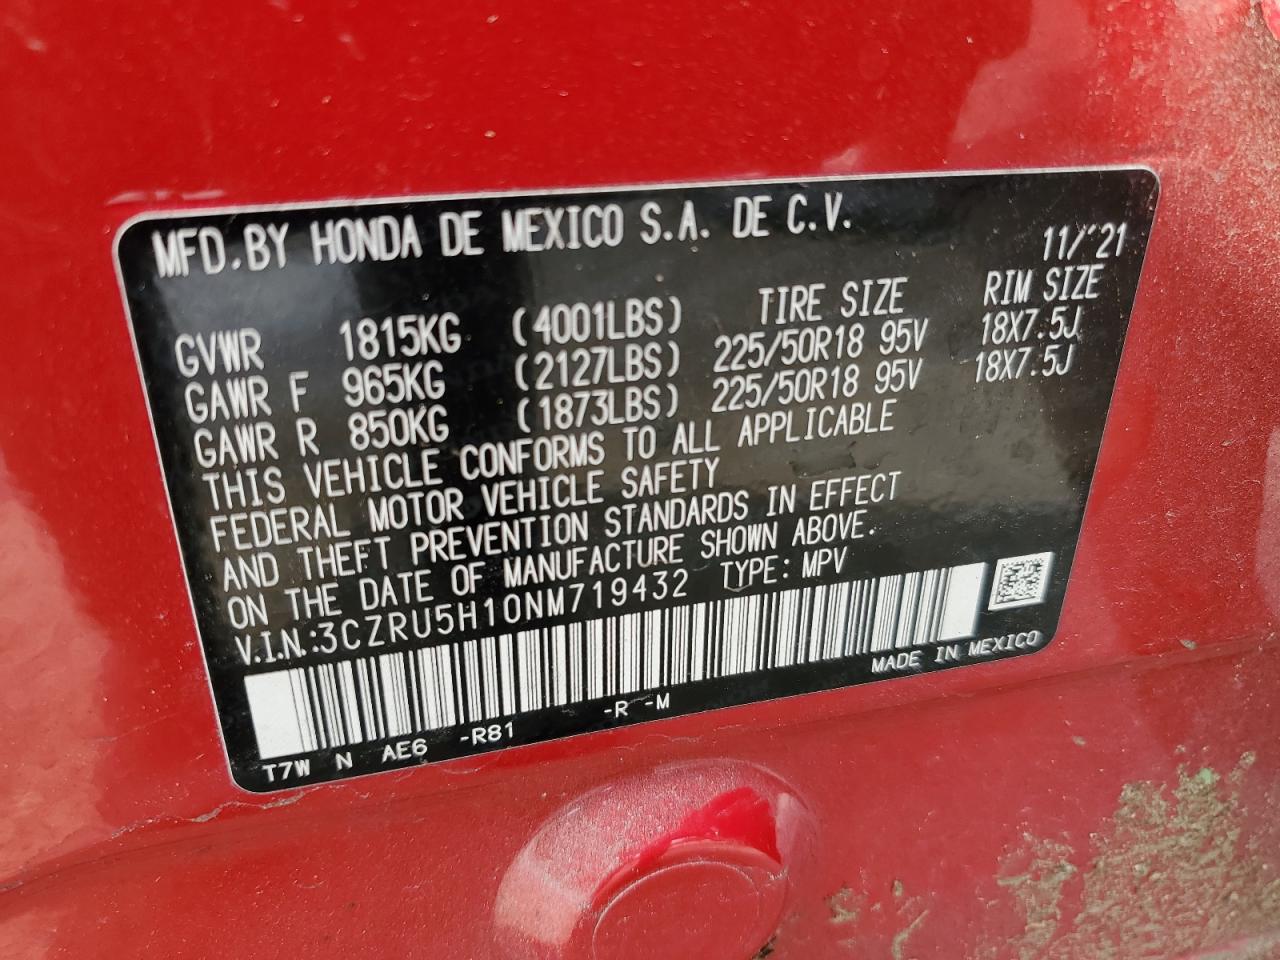 MFD.BY HONDA DE MEXICO S.A. DE C.V.
11/'21
TIRE SIZE RIM SIZE
GVWR 1815KG (4001LBS)
GAWR F 965KG (2127LBS) 225/50R18 95V 18X7.5J
GAWR R 850KG (1873LBS) 225/50R18 95V 18X7.5J
THIS VEHICLE CONFORMS TO ALL APPLICABLE
FEDERAL MOTOR VEHICLE SAFETY
AND THEFT PREVENTION STANDARDS IN EFFECT
ON THE DATE OF MANUFACTURE SHOWN ABOVE.
V.I.N.:3CZRU5H10NM719432 TYPE: MPV
MADE IN MEXICO
T7W N AE6 -R81 -R -M